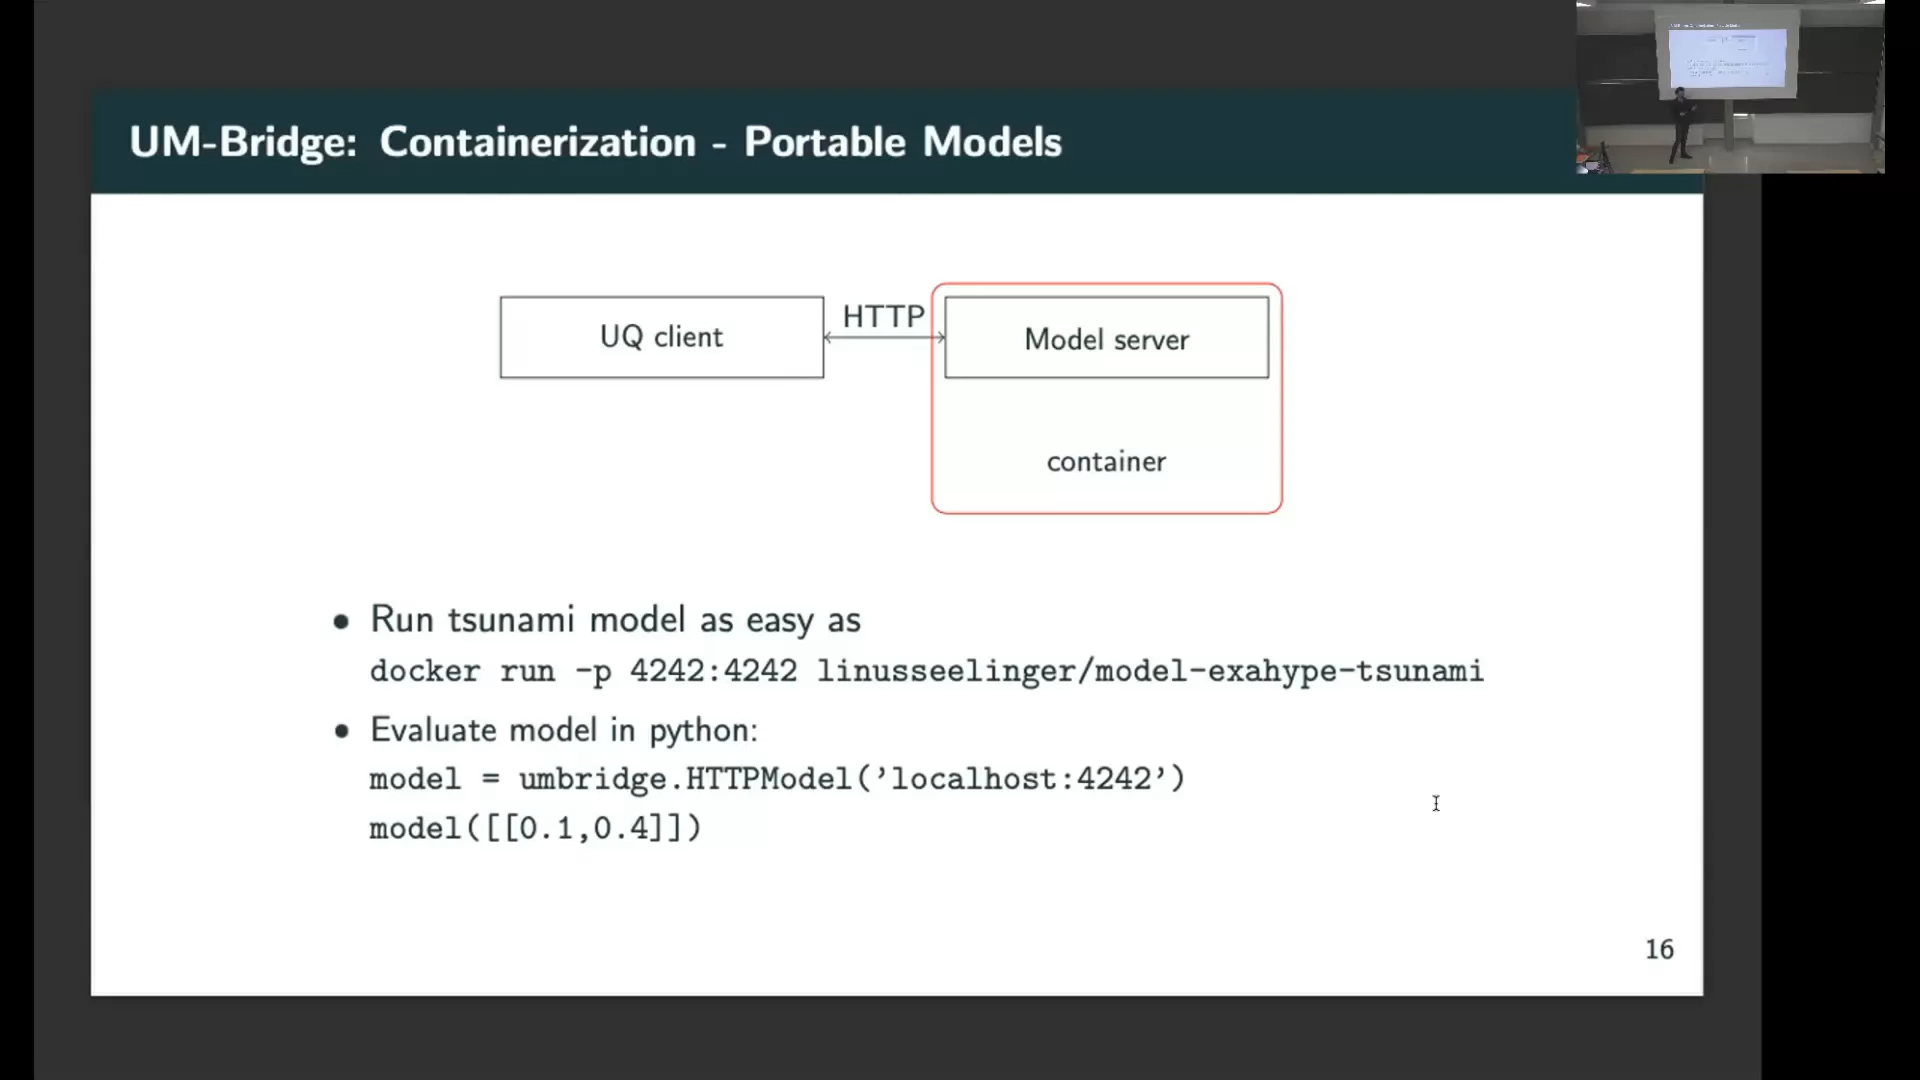 UM-Bridge: Containerization - Portable Models
UQ client
HTTP
Model server
container
• Run tsunami model as easy as
docker run -p 4242:4242 linusseelinger/model-exahype-tsunami
• Evaluate model in python:
model = umbridge.HTTPModel('localhost:4242')
model([[0.1,0.4]])
16